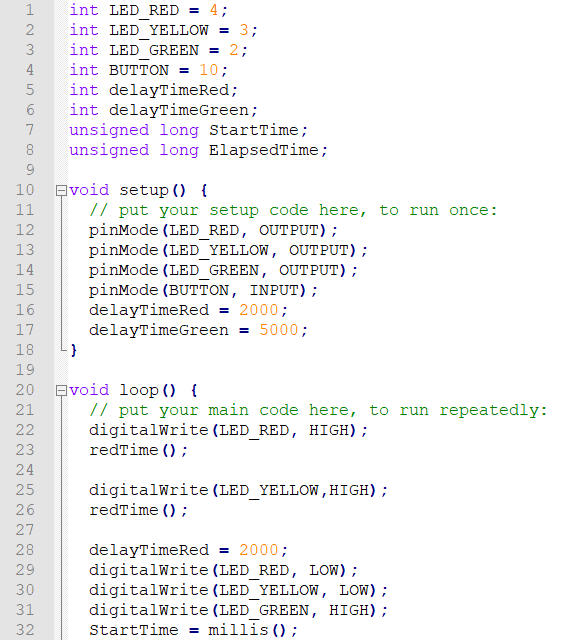 1 int LED_RED = 4;
2 int LED_YELLOW = 3;
3 int LED_GREEN = 2;
4 int BUTTON = 10;
5 int delayTimeRed;
6 int delayTimeGreen;
7 unsigned long StartTime;
8 unsigned long ElapsedTime;
9
10 void setup() {
11 // put your setup code here, to run once:
12 pinMode(LED_RED, OUTPUT);
13 pinMode(LED_YELLOW, OUTPUT);
14 pinMode(LED_GREEN, OUTPUT);
15 pinMode(BUTTON, INPUT);
16 delayTimeRed = 2000;
17 delayTimeGreen = 5000;
18 }
19
20 void loop() {
21 // put your main code here, to run repeatedly:
22 digitalWrite(LED_RED, HIGH);
23 redTime();
24
25 digitalWrite(LED_YELLOW,HIGH);
26 redTime();
27
28 delayTimeRed = 2000;
29 digitalWrite(LED_RED, LOW);
30 digitalWrite(LED_YELLOW, LOW);
31 digitalWrite(LED_GREEN, HIGH);
32 StartTime = millis();